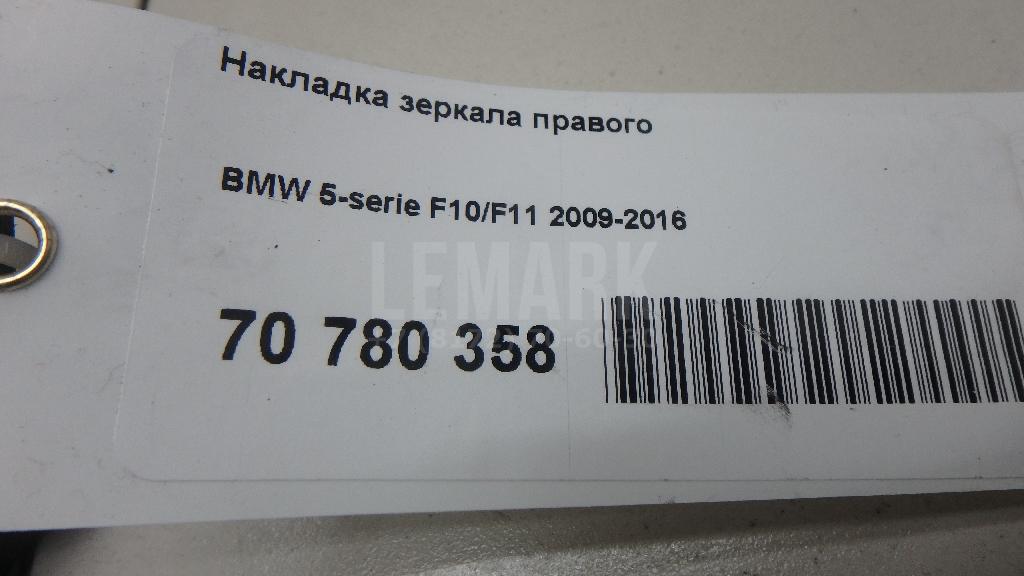 Накладка зеркала правого
BMW 5-serie F10/F11 2009-2016
LEMARK
70 780 358